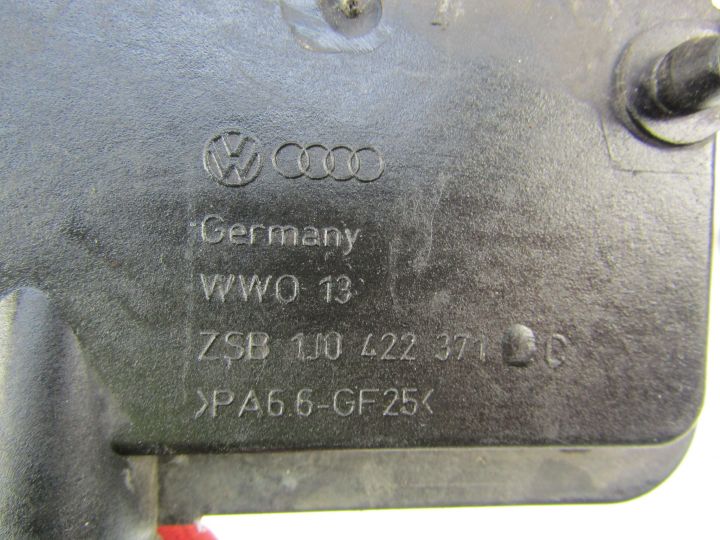 Germany
WWO 13
ZSB 1J0 422 371 C
>PA6.6-GF25<